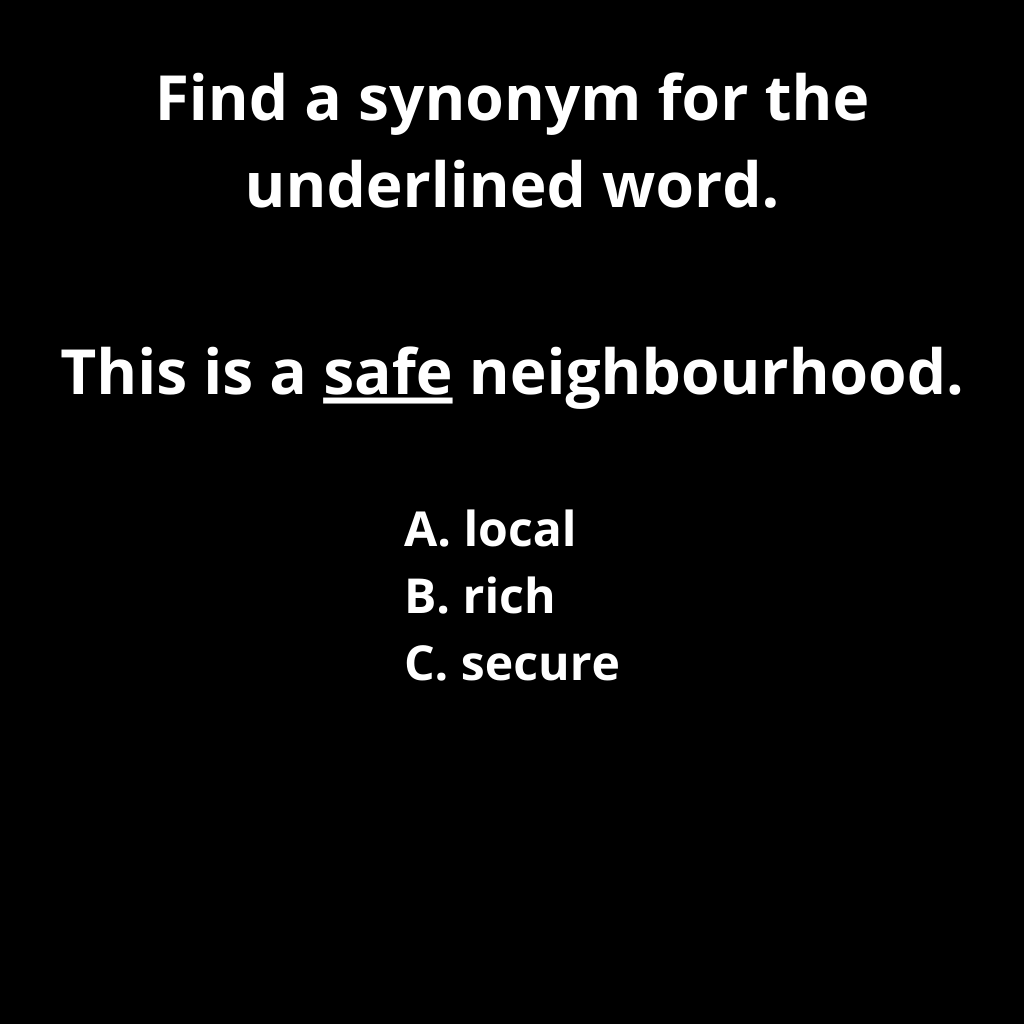 Find a synonym for the
underlined word.
This is a safe neighbourhood.
A. local
B. rich
C. secure